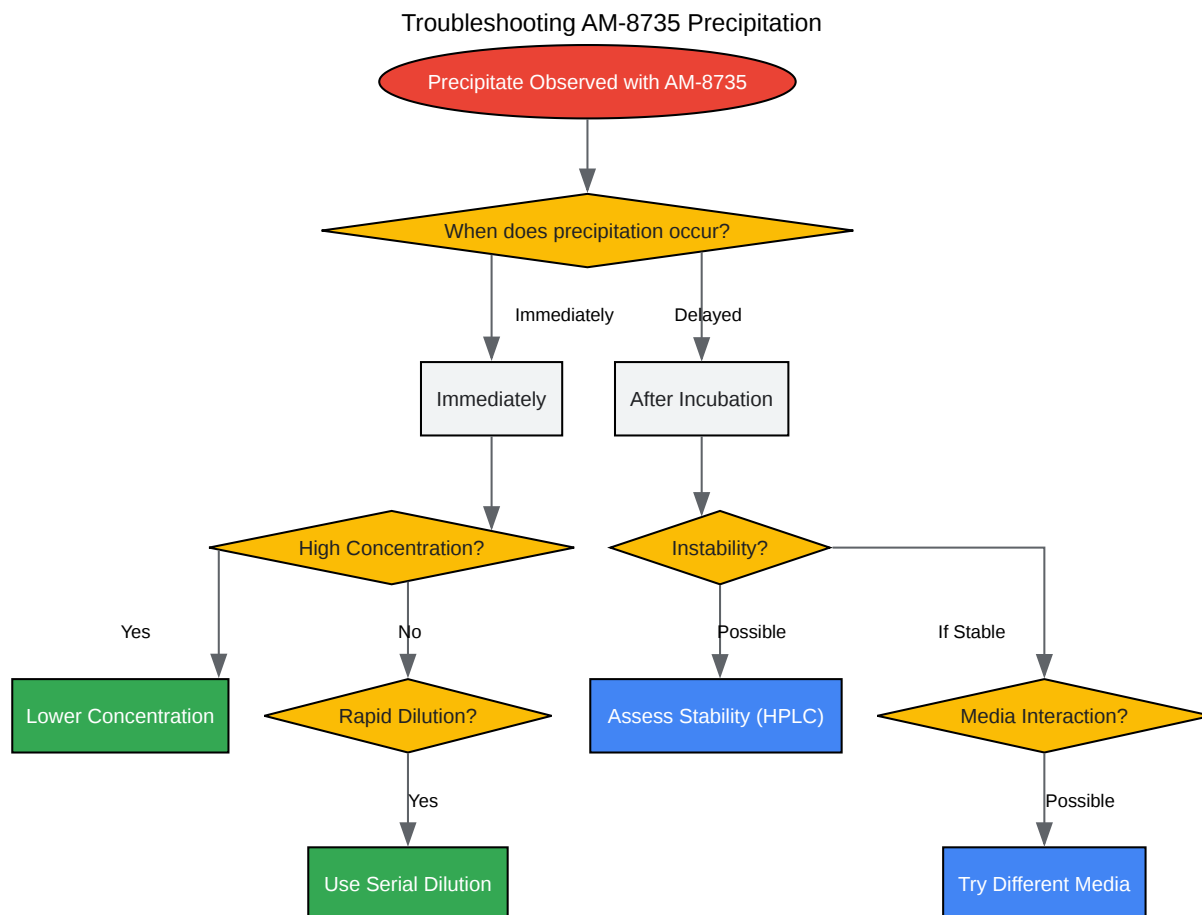 Troubleshooting AM-8735 Precipitation
Precipitate Observed with AM-8735
When does precipitation occur?
Immediately
Delayed
Immediately
After Incubation
High Concentration?
Instability?
Yes
No
Possible
If Stable
Lower Concentration
Rapid Dilution?
Assess Stability (HPLC)
Media Interaction?
Yes
Possible
Use Serial Dilution
Try Different Media